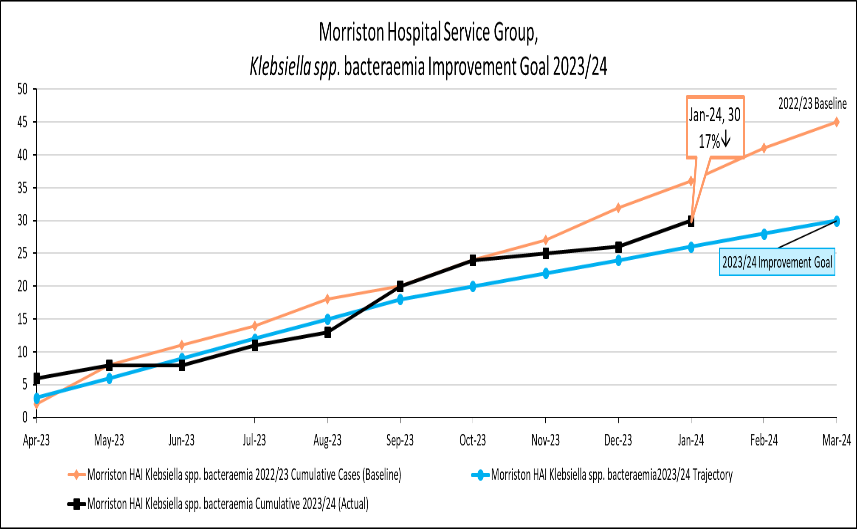 Morriston Hospital Service Group,
Klebsiella spp. bacteraemia Improvement Goal 2023/24
50
45
40
35
30
25
20
15
10
5
0
2022/23 Baseline
Jan-24, 30
17%↓
2023/24 Improvement Goal
Apr-23 May-23 Jun-23 Jul-23 Aug-23 Sep-23 Oct-23 Nov-23 Dec-23 Jan-24 Feb-24 Mar-24
Morriston HAI Klebsiella spp. bacteraemia 2022/23 Cumulative Cases (Baseline) Morriston HAI Klebsiella spp. bacteramia2023/24 Trajectory
Morriston HAI Klebsiella spp. bacteraemia Cumulative 2023/24 (Actual)